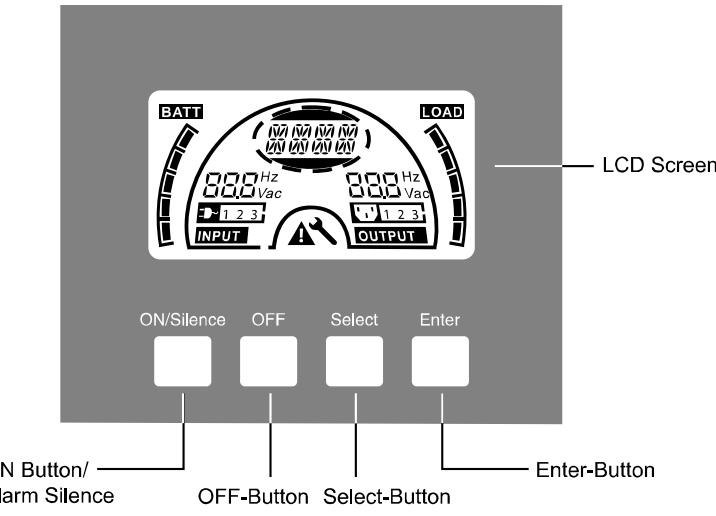 BATT
LOAD
88.8 Hz Vac
88.8 Hz Vac
1 2 3
1 2 3
INPUT
OUTPUT
LCD Screen
ON/Silence OFF Select Enter
N Button/
larm Silence
OFF-Button Select-Button
Enter-Button